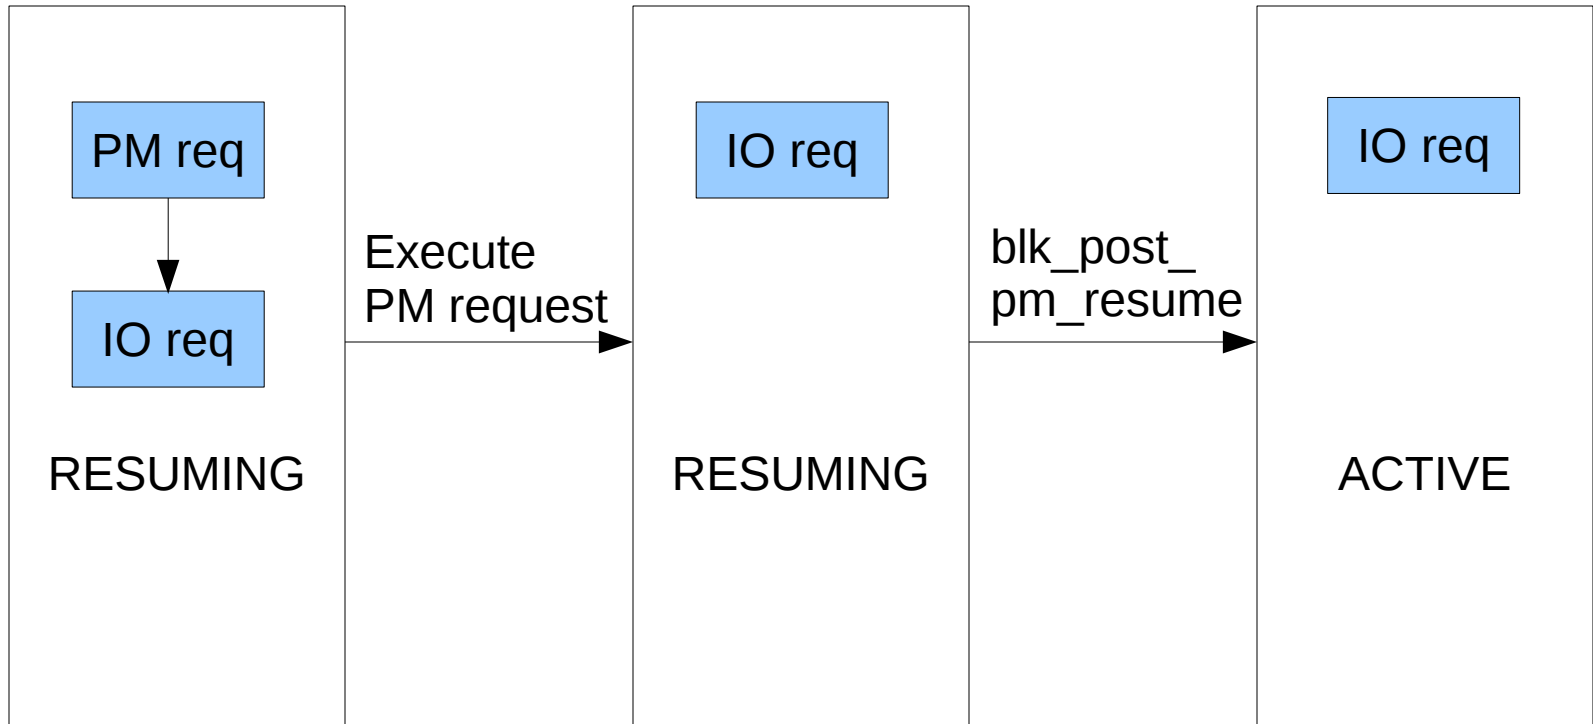 PM req
IO req
RESUMING
Execute
PM request
IO req
RESUMING
blk_post_
pm_resume
IO req
ACTIVE